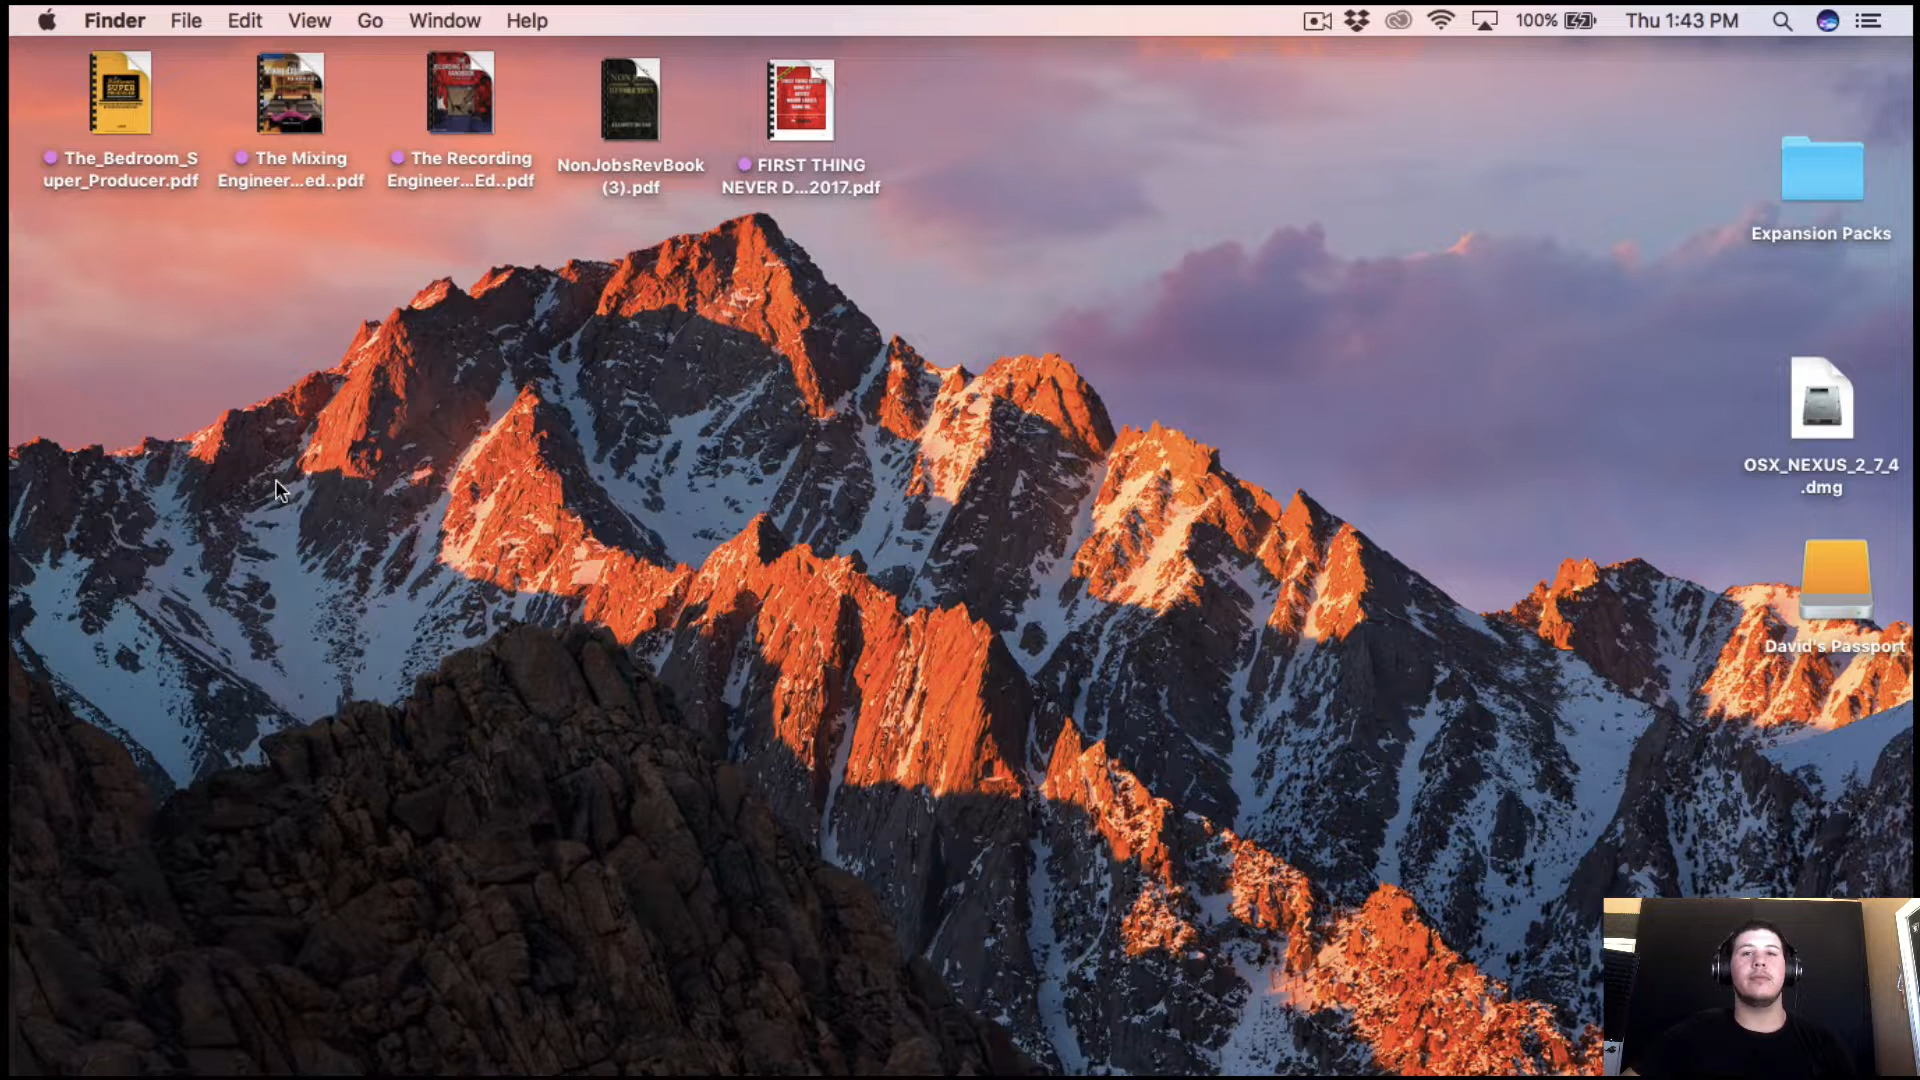 Finder File Edit View Go Window Help 100% Thu 1:43 PM
The_Bedroom_S
uper_Producer.pdf
The Mixing
Engineer...ed..pdf
The Recording
Engineer...Ed..pdf
NonJobsRevBook
(3).pdf
FIRST THING
NEVER D...2017.pdf
Expansion Packs
OSX_NEXUS_2_7_4
.dmg
David's Passport